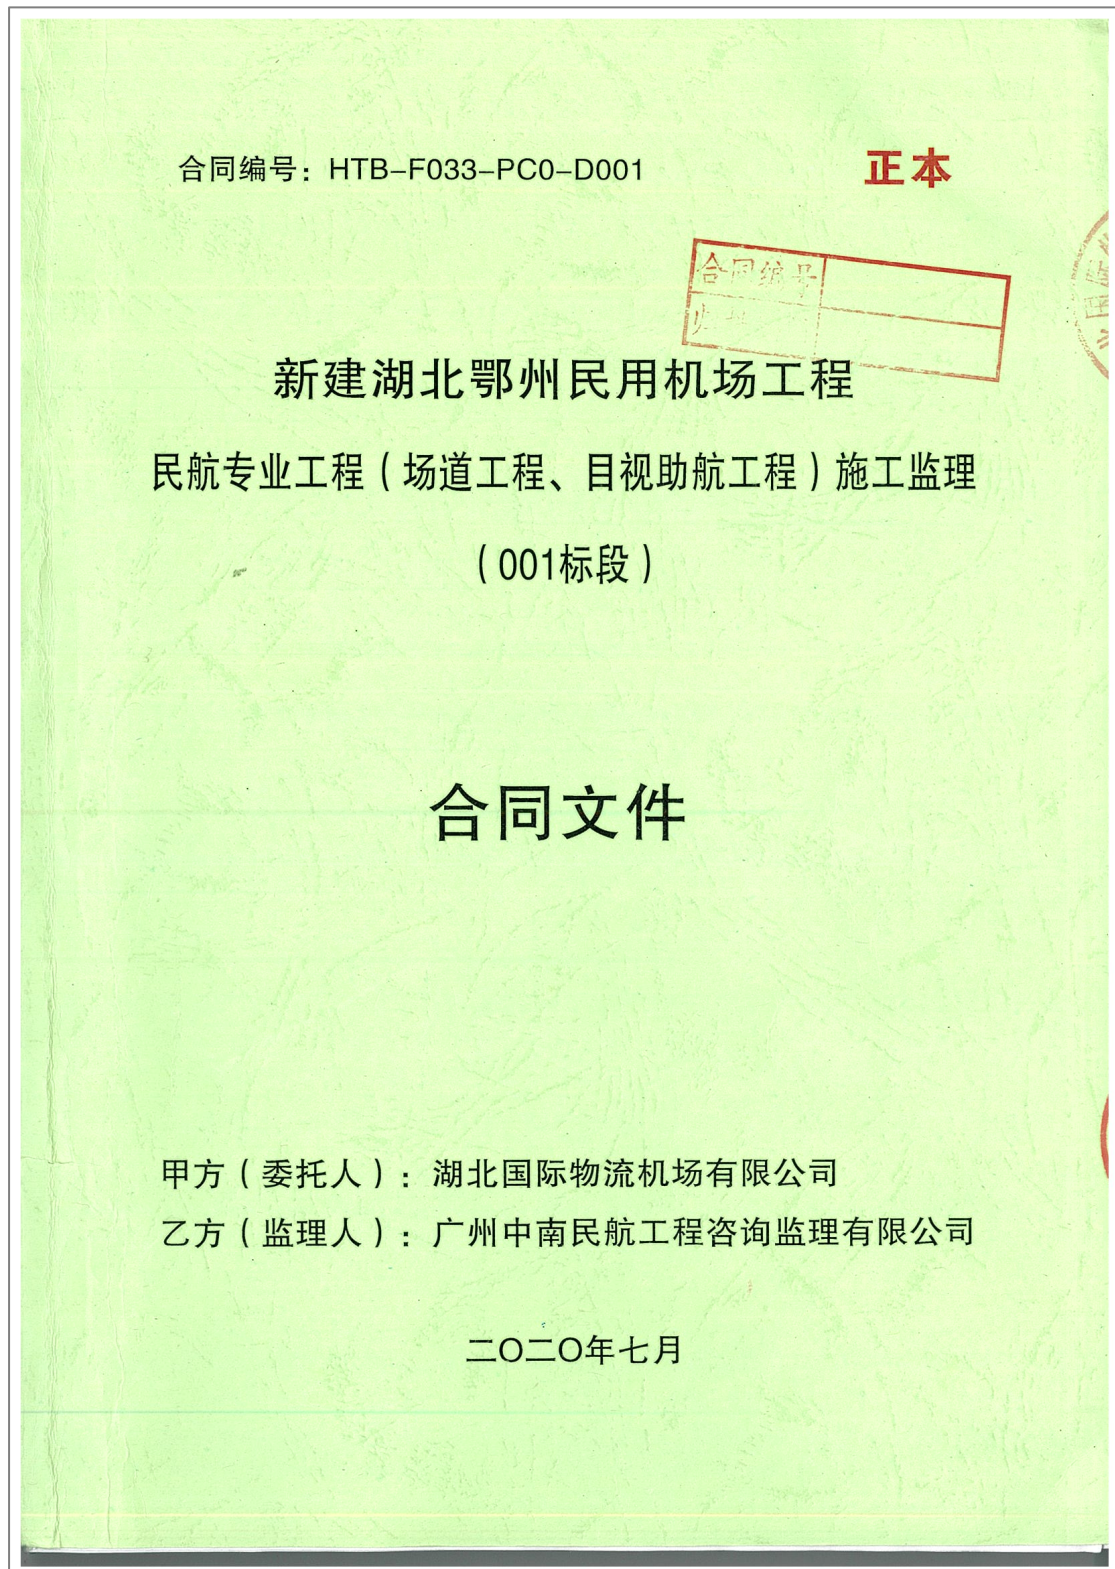 合同编号：HTB-F033-PC0-D001
正本
合同编号
新建湖北鄂州民用机场工程
民航专业工程（场道工程、目视助航工程）施工监理
（001标段）
合同文件
甲方（委托人）：湖北国际物流机场有限公司
乙方（监理人）：广州中南民航工程咨询监理有限公司
二〇二〇年七月